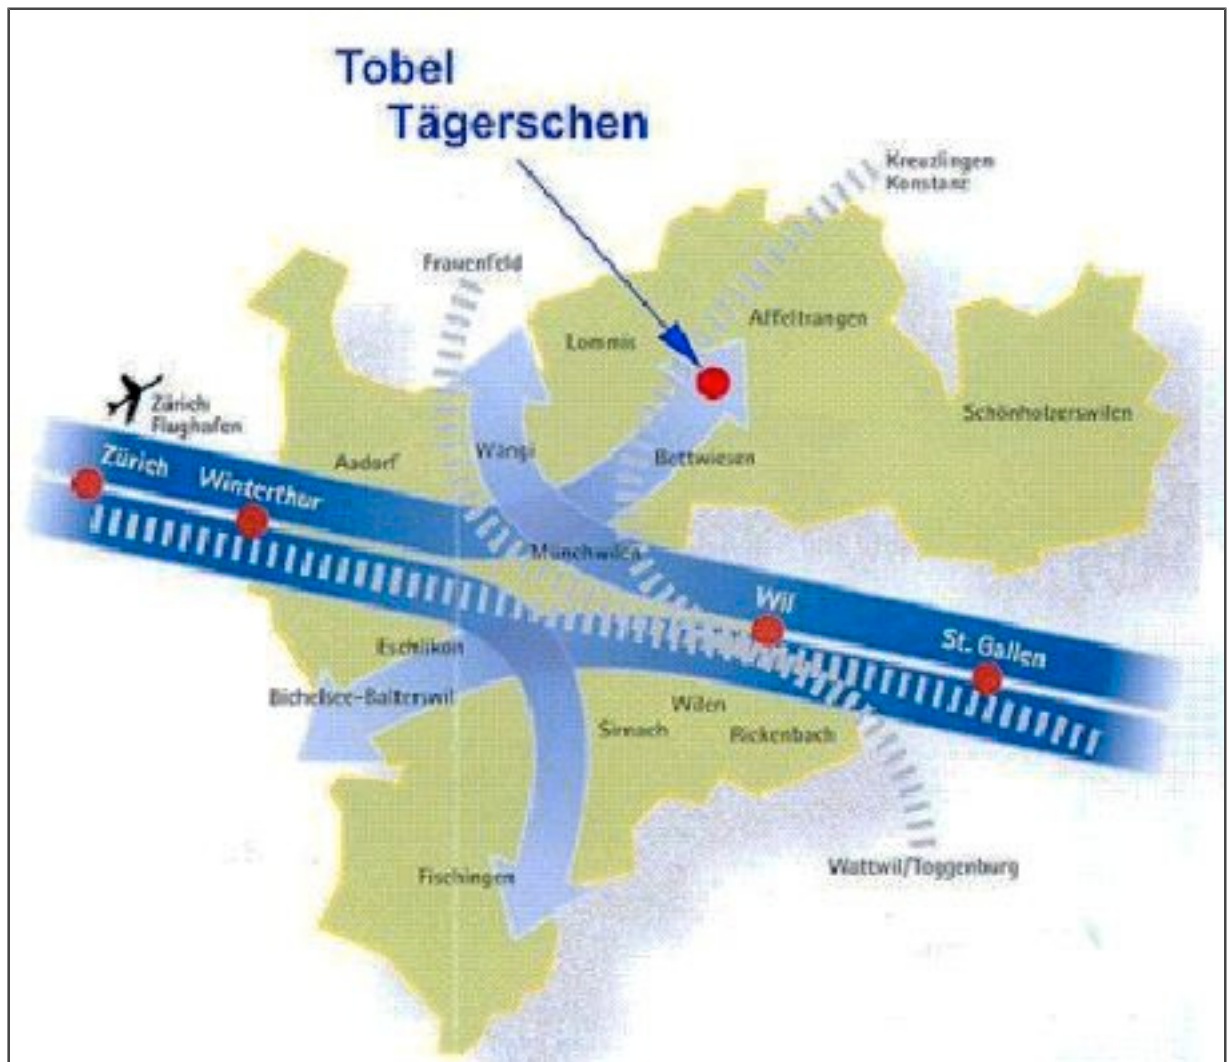 Tobel
Tägerschen
Kreuzlingen
Konstanz
Frauenfeld
Affeltrangen
Lommis
Zürich
Flughafen
Schönholzerswilen
Aadorf
Wängi
Bettwiesen
Zürich
Winterthur
Münchwilen
Wil
St. Gallen
Eschlikon
Bichelsee-Balterswil
Wilen
Sirnach
Rickenbach
Wattwil/Toggenburg
Fischingen